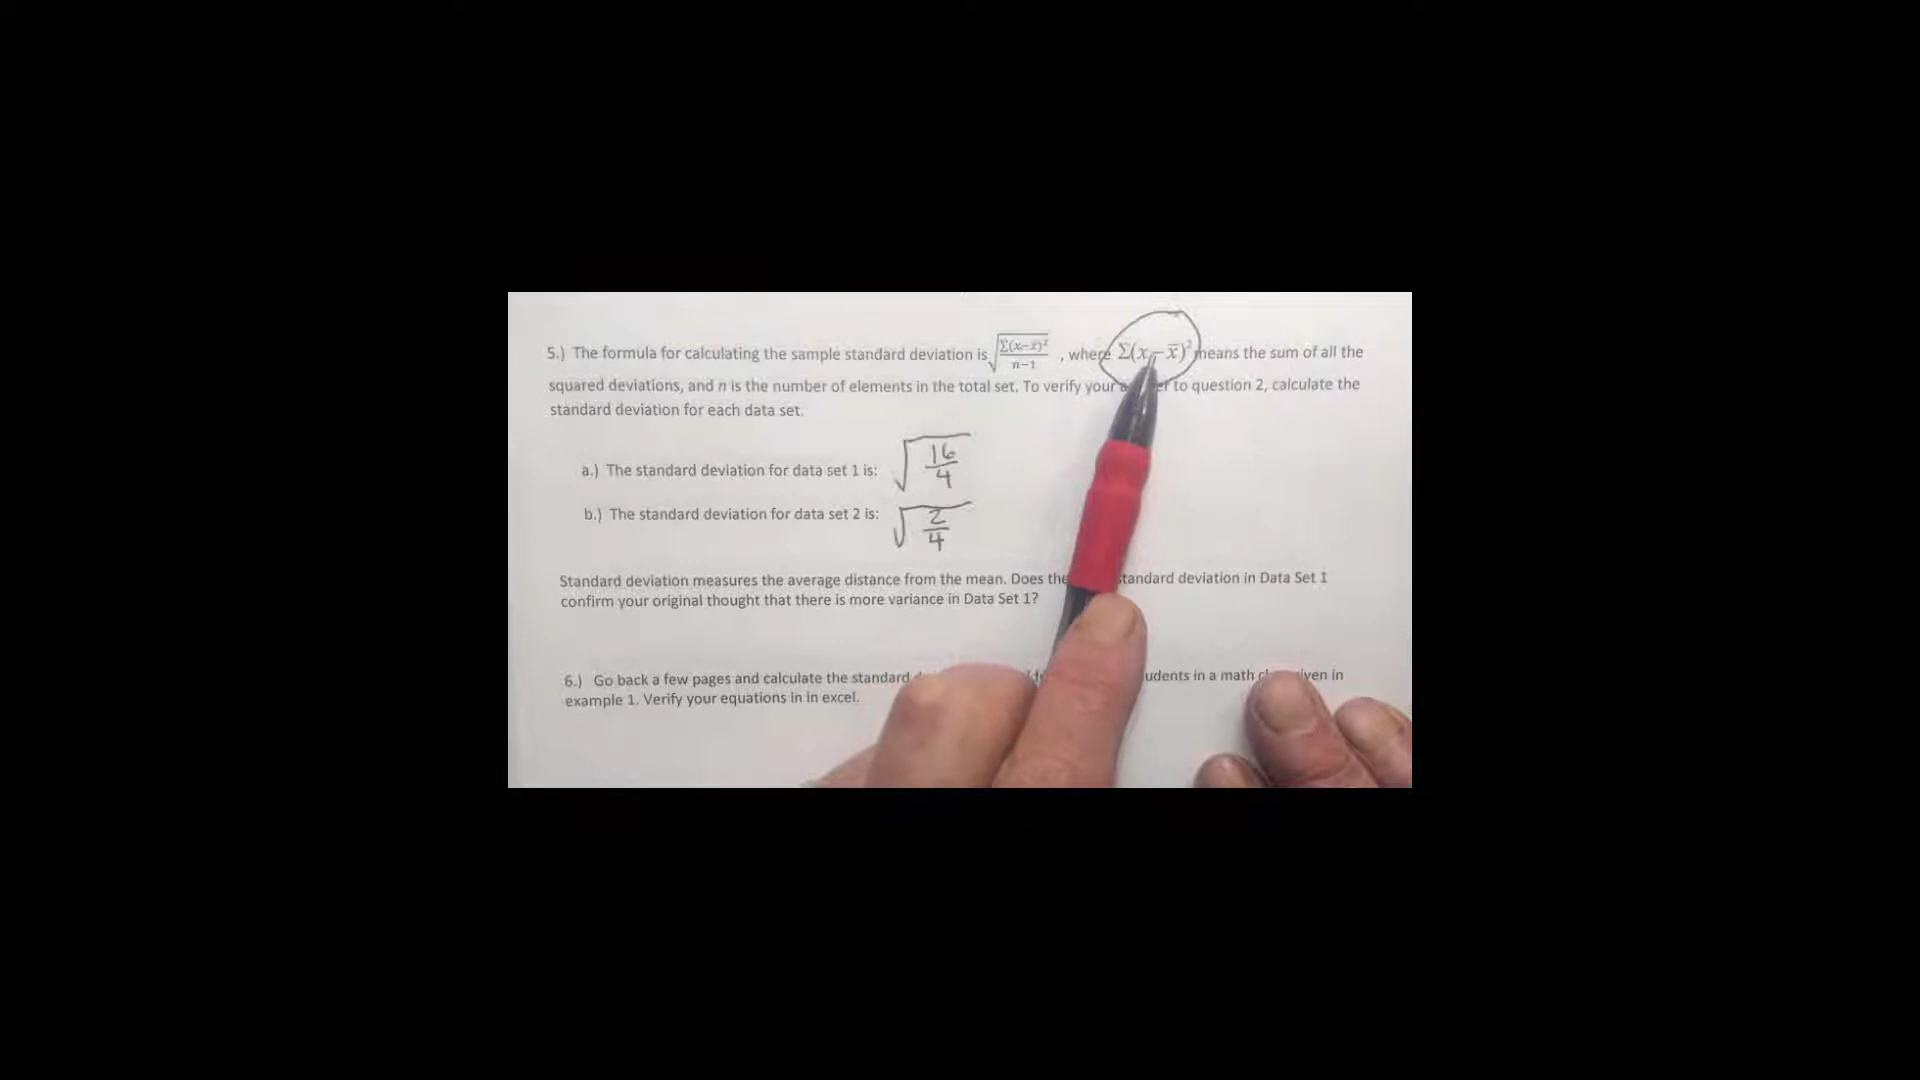 5.) The formula for calculating the sample standard deviation is √(Σ(x−x̄)²/(n−1)) , where Σ(x − x̄)² means the sum of all the
squared deviations, and n is the number of elements in the total set. To verify your to question 2, calculate the
standard deviation for each data set.
a.) The standard deviation for data set 1 is: √(16/4)
b.) The standard deviation for data set 2 is: √(2/4)
Standard deviation measures the average distance from the mean. Does the standard deviation in Data Set 1
confirm your original thought that there is more variance in Data Set 1?
6.) Go back a few pages and calculate the standard in a math in
example 1. Verify your equations in in excel.